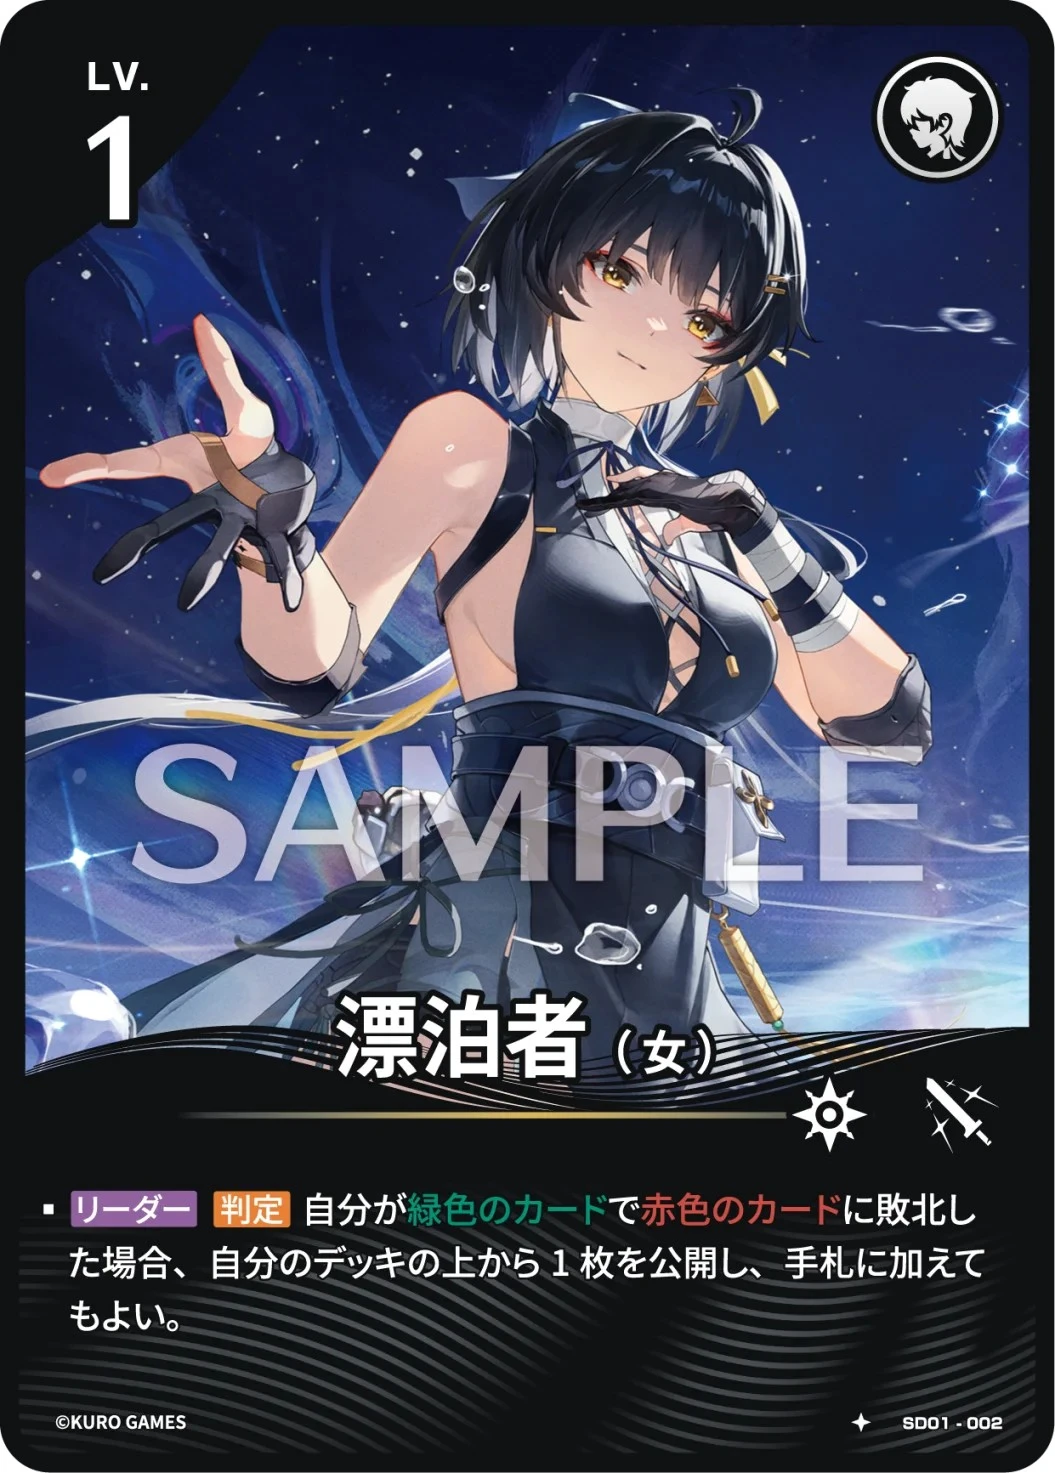 LV.
1
SAMPLE
漂泊者（女）
▪ リーダー 判定 自分が緑色のカードで赤色のカードに敗北し
た場合、自分のデッキの上から 1 枚を公開し、手札に加えて
もよい。
©KURO GAMES
SD01 - 002